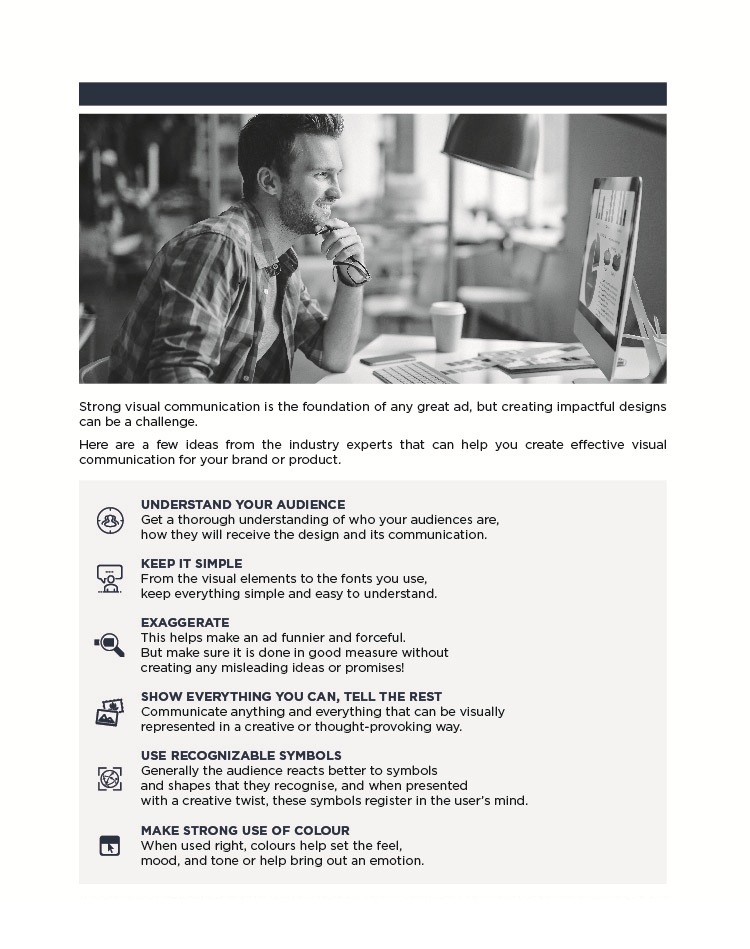 Strong visual communication is the foundation of any great ad, but creating impactful designs
can be a challenge.
Here are a few ideas from the industry experts that can help you create effective visual
communication for your brand or product.
UNDERSTAND YOUR AUDIENCE
Get a thorough understanding of who your audiences are,
how they will receive the design and its communication.
KEEP IT SIMPLE
From the visual elements to the fonts you use,
keep everything simple and easy to understand.
EXAGGERATE
This helps make an ad funnier and forceful.
But make sure it is done in good measure without
creating any misleading ideas or promises!
SHOW EVERYTHING YOU CAN, TELL THE REST
Communicate anything and everything that can be visually
represented in a creative or thought-provoking way.
USE RECOGNIZABLE SYMBOLS
Generally the audience reacts better to symbols
and shapes that they recognise, and when presented
with a creative twist, these symbols register in the user's mind.
MAKE STRONG USE OF COLOUR
When used right, colours help set the feel,
mood, and tone or help bring out an emotion.